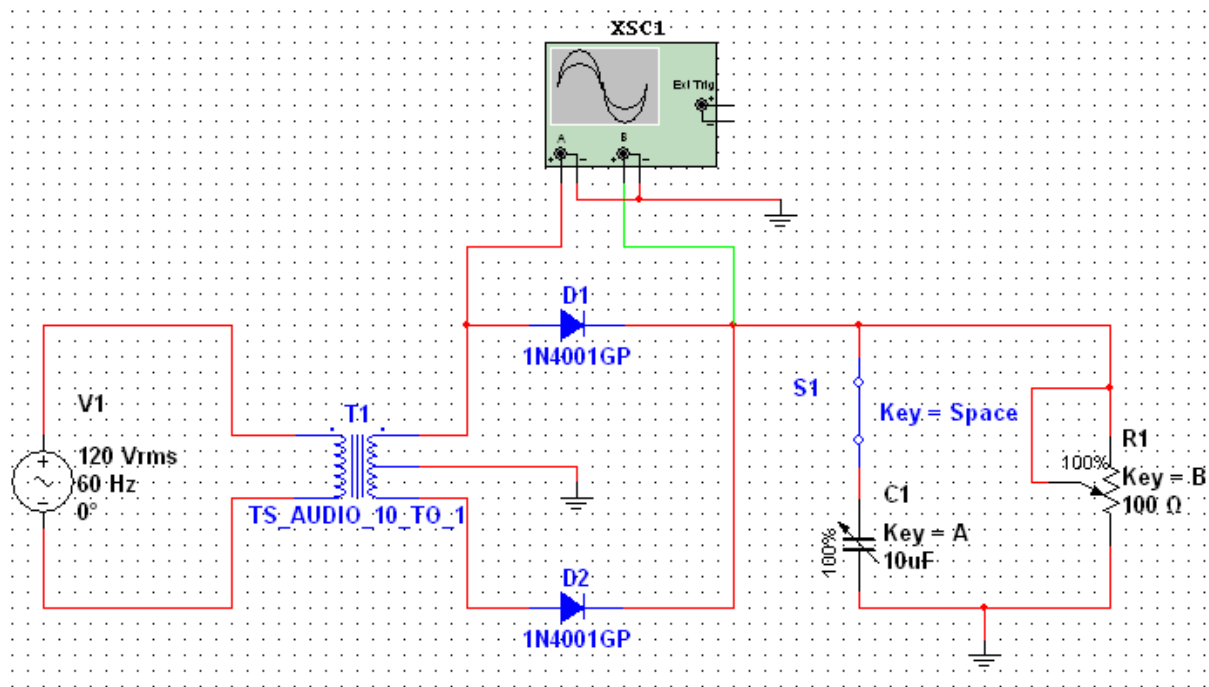 XSC1
Ext Trig
+
-
A
B
+ -
+ -
D1
1N4001GP
V1
120 Vrms
60 Hz
0°
+
-
T1
TS_AUDIO_10_TO_1
S1
Key = Space
R1
100%
Key = B
100 Ω
C1
100%
Key = A
10uF
D2
1N4001GP